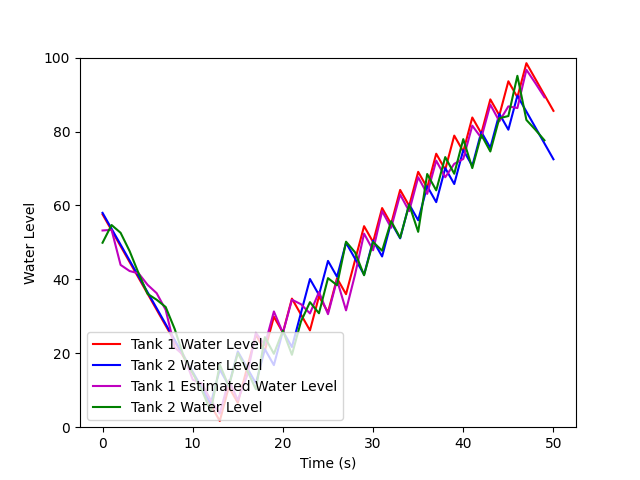 100
80
60
40
20
0
Water Level
Tank 1 Water Level
Tank 2 Water Level
Tank 1 Estimated Water Level
Tank 2 Water Level
0 10 20 30 40 50
Time (s)